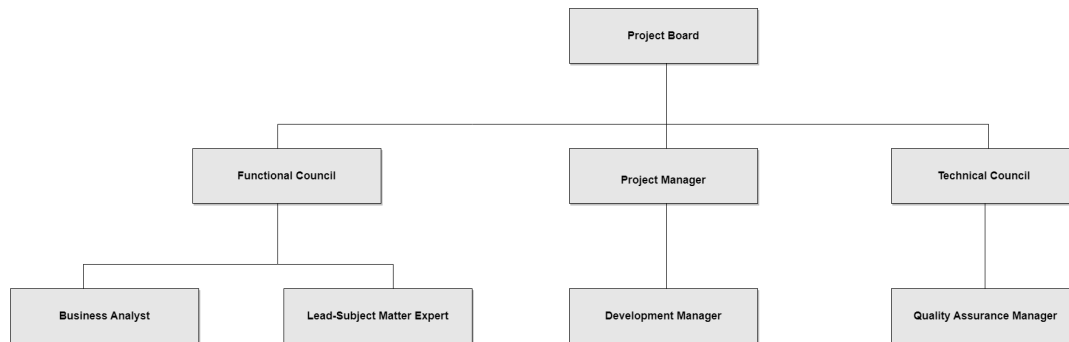 Project Board
Functional Council
Project Manager
Technical Council
Business Analyst
Lead-Subject Matter Expert
Development Manager
Quality Assurance Manager